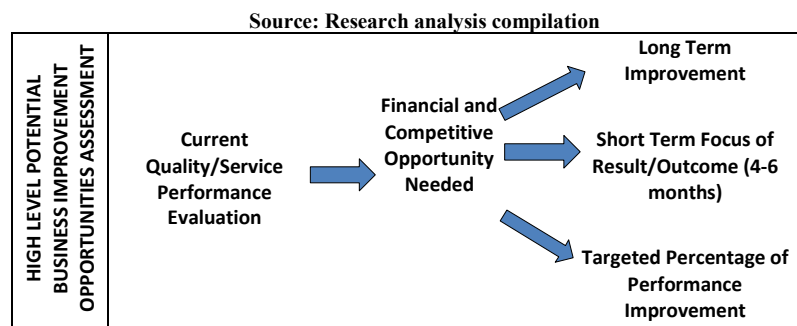 Source: Research analysis compilation
HIGH LEVEL POTENTIAL
BUSINESS IMPROVEMENT
OPPORTUNITIES ASSESSMENT
Current
Quality/Service
Performance
Evaluation
Financial and
Competitive
Opportunity
Needed
Long Term
Improvement
Short Term Focus of
Result/Outcome (4-6
months)
Targeted Percentage of
Performance
Improvement